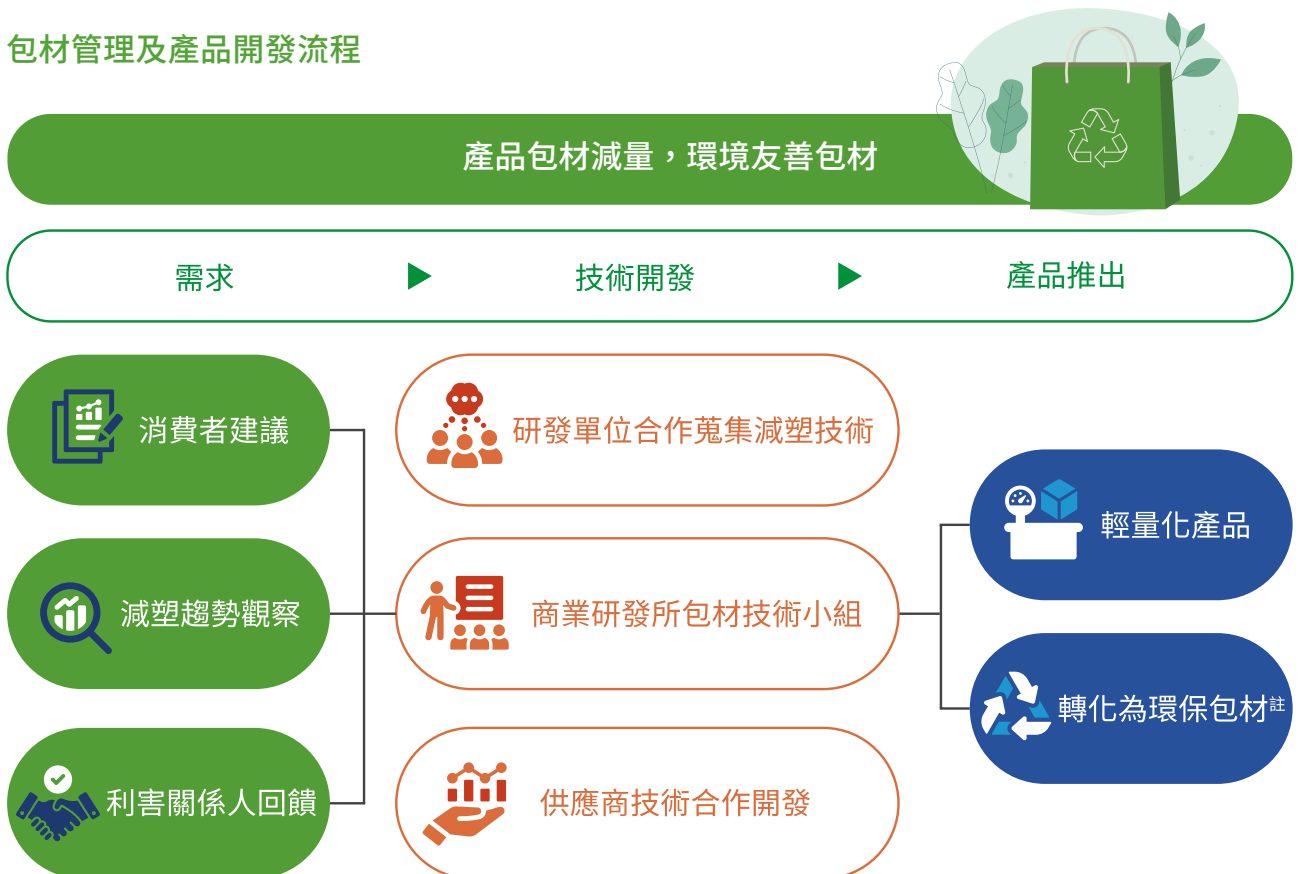 包材管理及產品開發流程
產品包材減量，環境友善包材
需求
技術開發
產品推出
消費者建議
減塑趨勢觀察
利害關係人回饋
研發單位合作蒐集減塑技術
商業研發所包材技術小組
供應商技術合作開發
輕量化產品
轉化為環保包材註